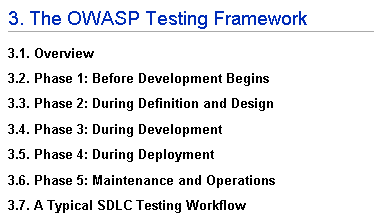 3. The OWASP Testing Framework
3.1. Overview
3.2. Phase 1: Before Development Begins
3.3. Phase 2: During Definition and Design
3.4. Phase 3: During Development
3.5. Phase 4: During Deployment
3.6. Phase 5: Maintenance and Operations
3.7. A Typical SDLC Testing Workflow